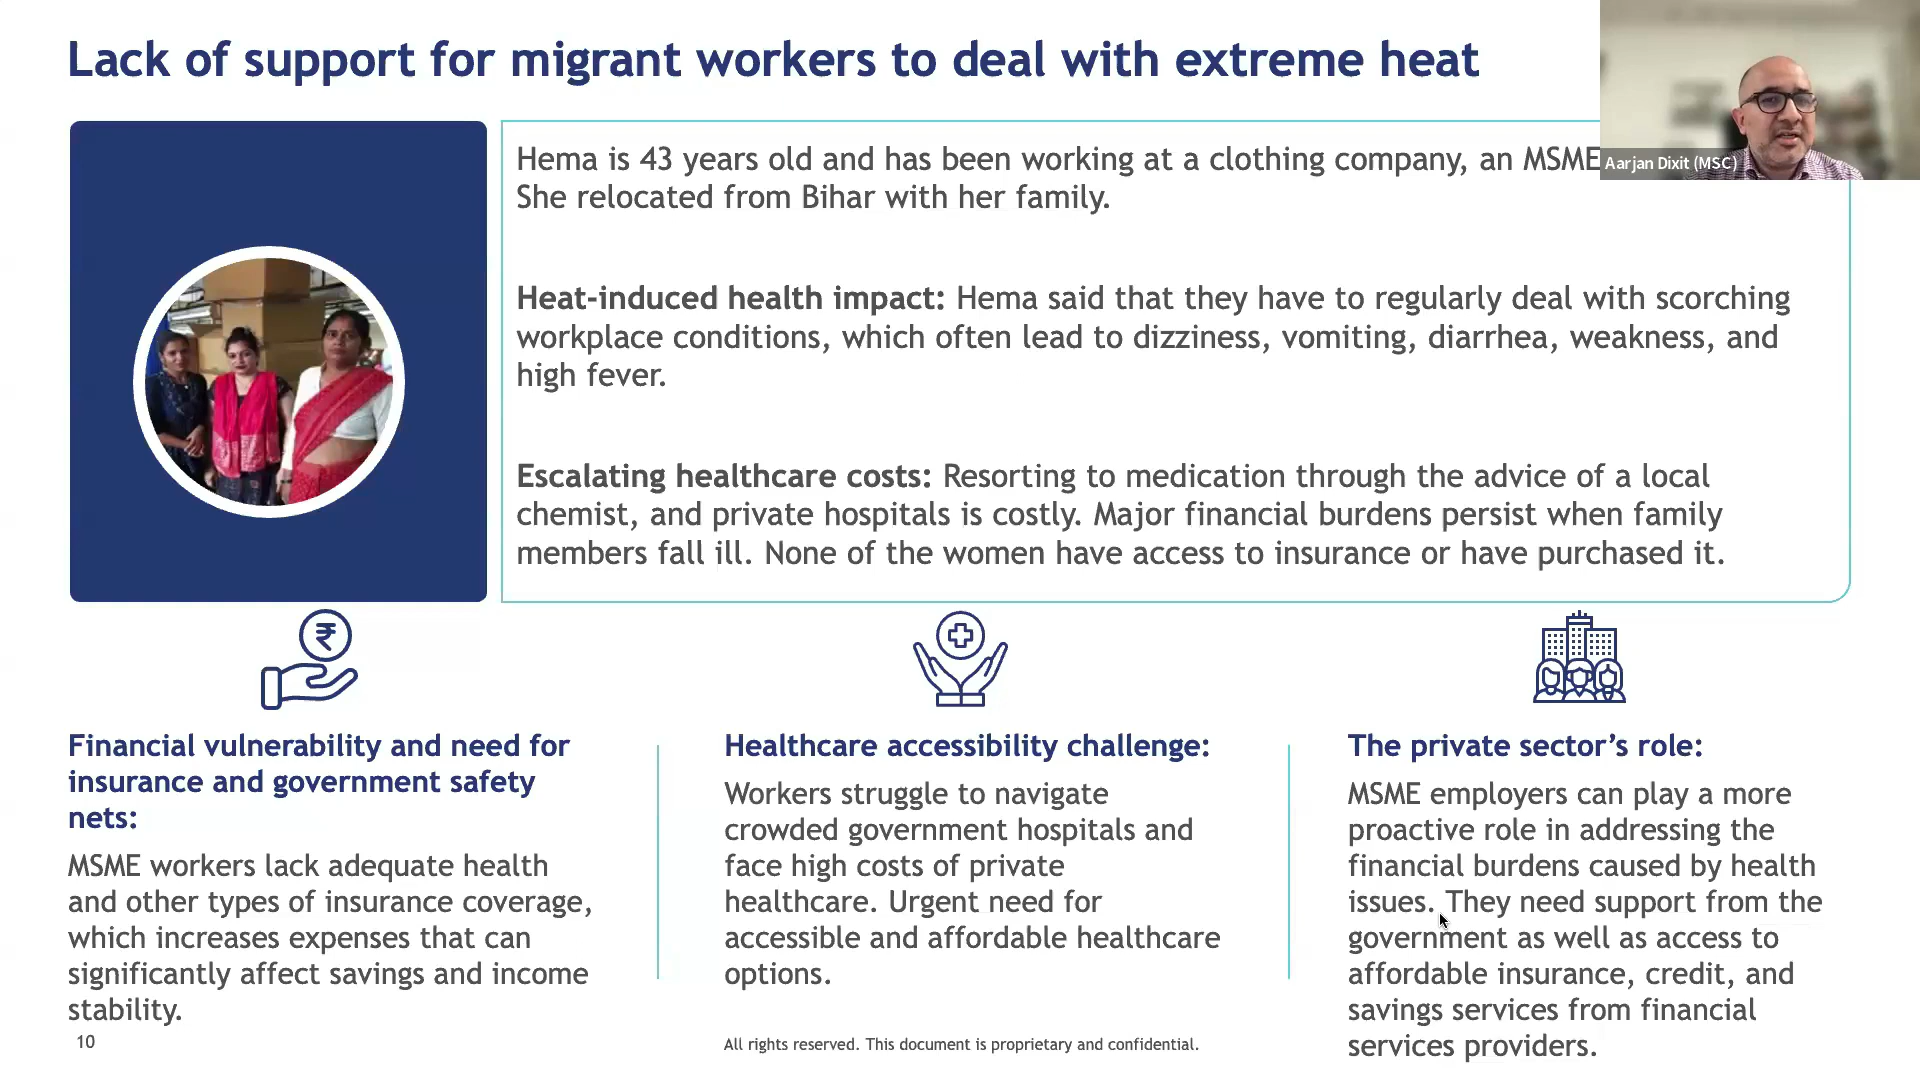 Lack of support for migrant workers to deal with extreme heat
Aarjan Dixit (MSC)
Hema is 43 years old and has been working at a clothing company, an MSME
She relocated from Bihar with her family.
Heat-induced health impact: Hema said that they have to regularly deal with scorching
workplace conditions, which often lead to dizziness, vomiting, diarrhea, weakness, and
high fever.
Escalating healthcare costs: Resorting to medication through the advice of a local
chemist, and private hospitals is costly. Major financial burdens persist when family
members fall ill. None of the women have access to insurance or have purchased it.
₹
Financial vulnerability and need for
insurance and government safety
nets:
MSME workers lack adequate health
and other types of insurance coverage,
which increases expenses that can
significantly affect savings and income
stability.
Healthcare accessibility challenge:
Workers struggle to navigate
crowded government hospitals and
face high costs of private
healthcare. Urgent need for
accessible and affordable healthcare
options.
The private sector’s role:
MSME employers can play a more
proactive role in addressing the
financial burdens caused by health
issues. They need support from the
government as well as access to
affordable insurance, credit, and
savings services from financial
services providers.
10
All rights reserved. This document is proprietary and confidential.